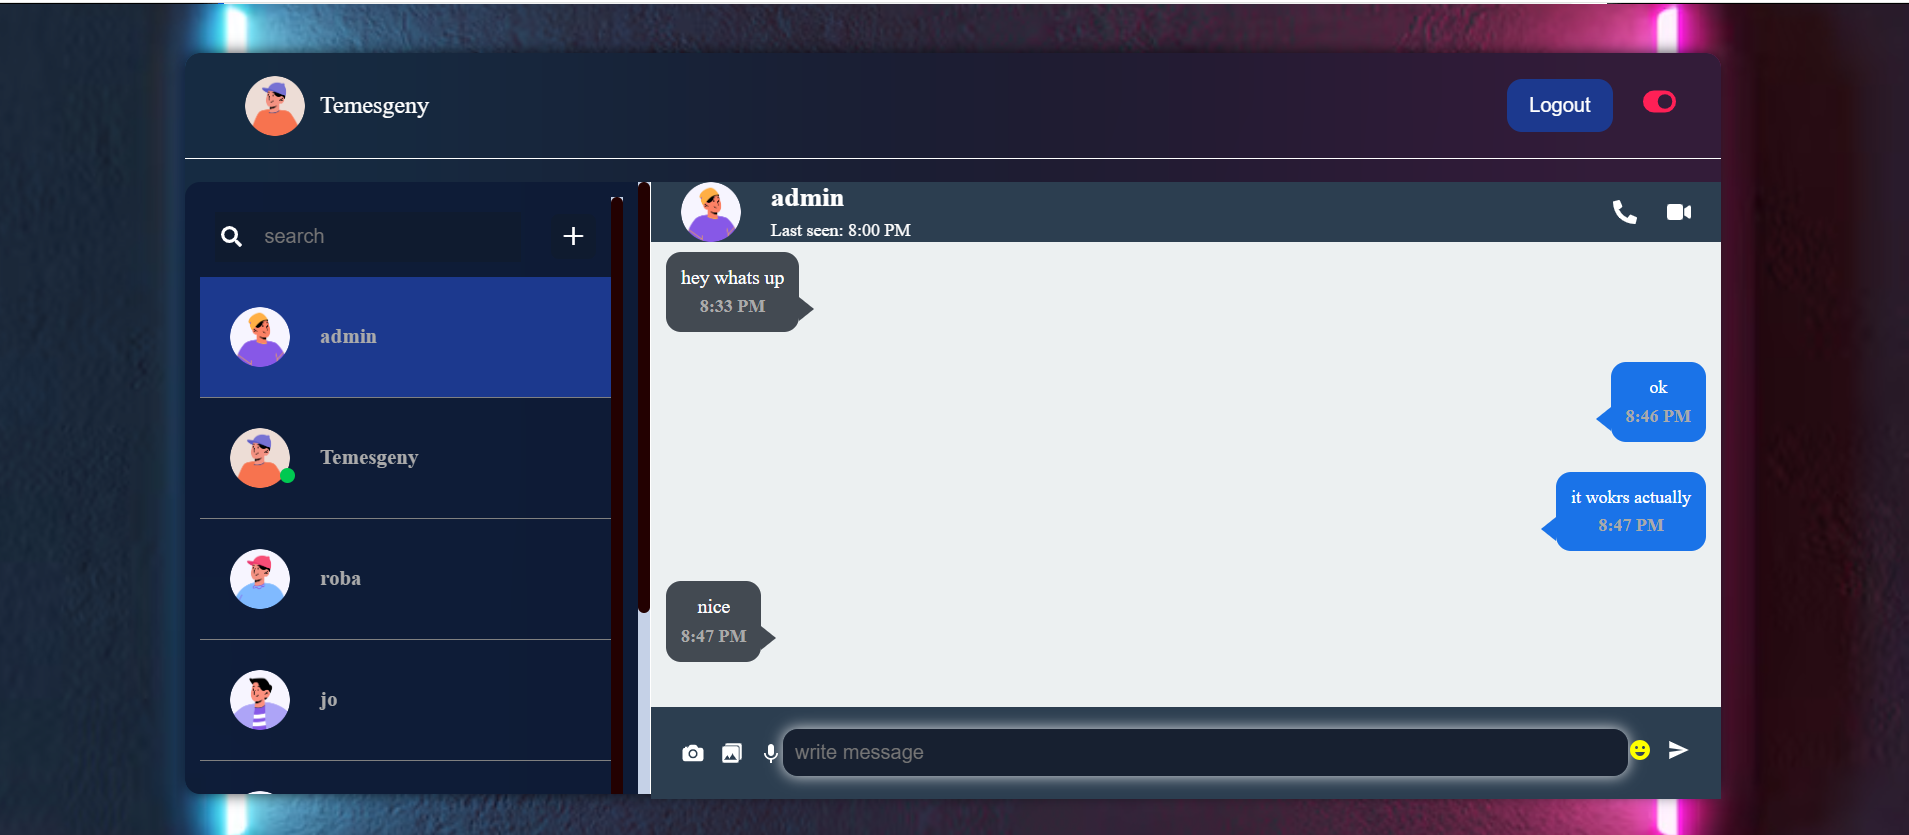 Temesgeny
Logout
search
admin
Temesgeny
roba
jo
admin
Last seen: 8:00 PM
hey whats up
8:33 PM
ok
8:46 PM
it wokrs actually
8:47 PM
nice
8:47 PM
write message